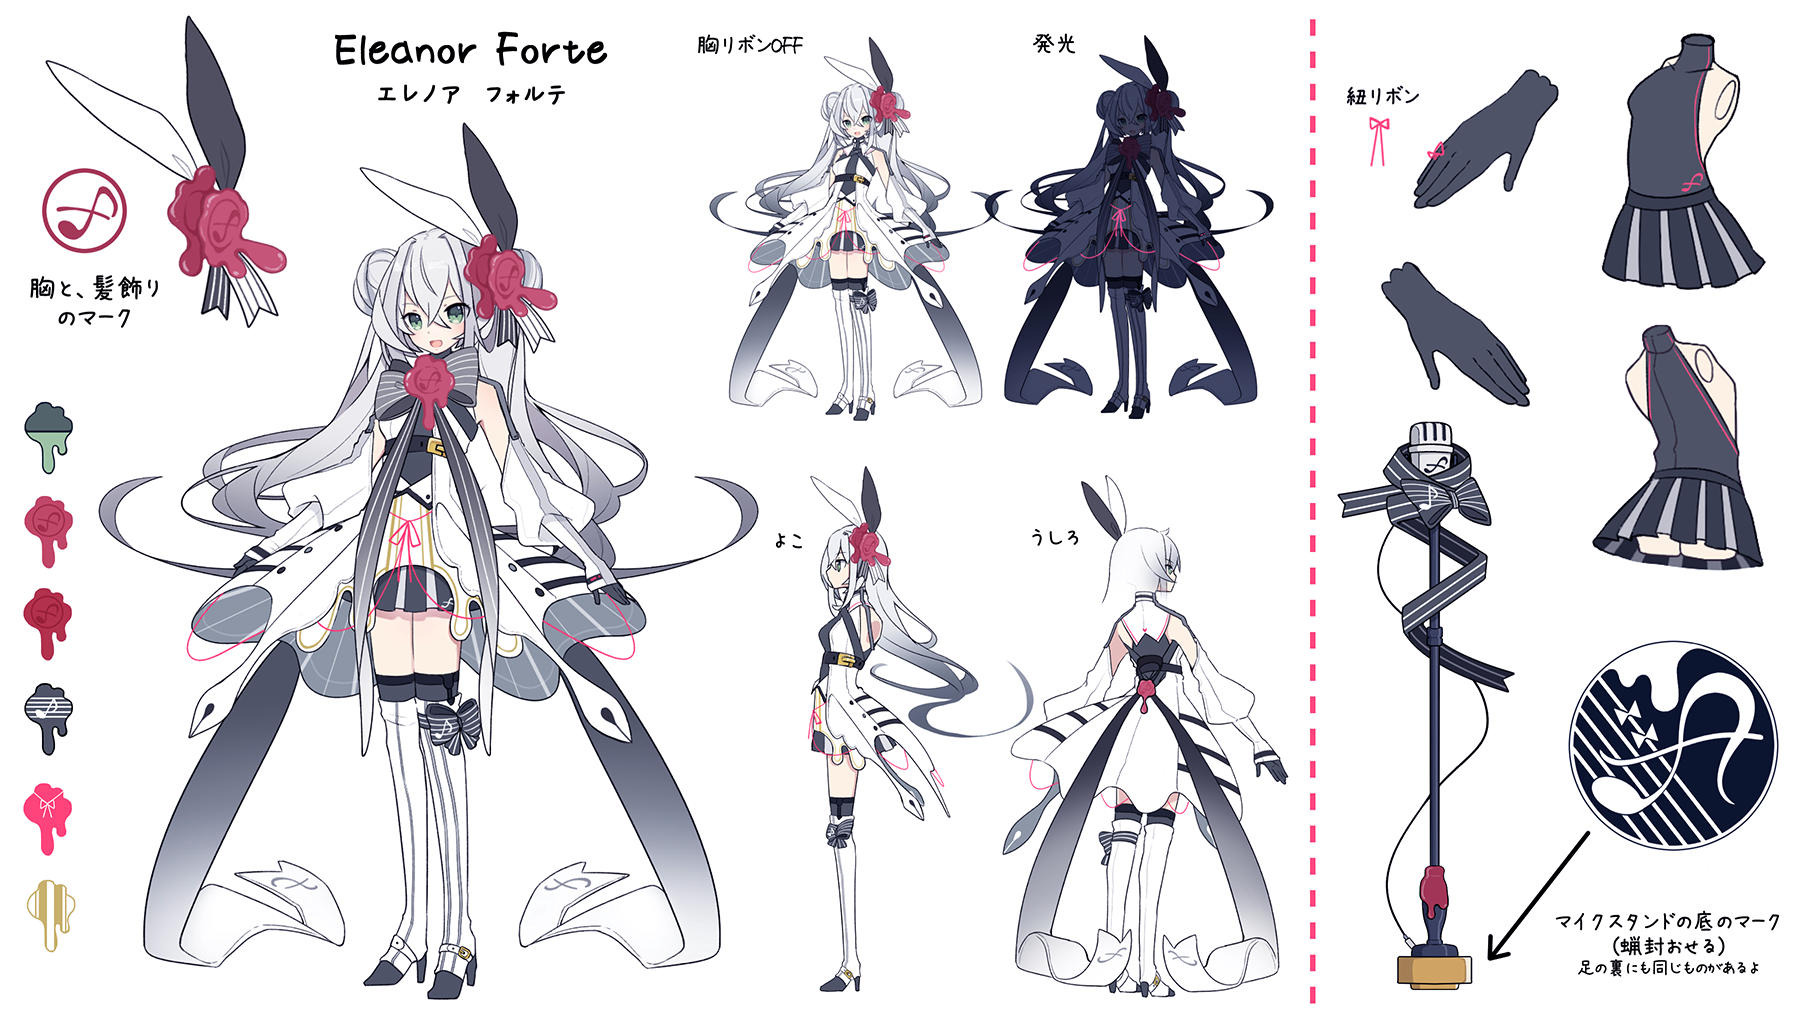 Eleanor Forte
エレノア フォルテ
胸と、髪飾り
のマーク
胸リボンOFF
発光
よこ
うしろ
紐リボン
マイクスタンドの底のマーク
(蝋封おせる)
足の裏にも同じものがあるよ